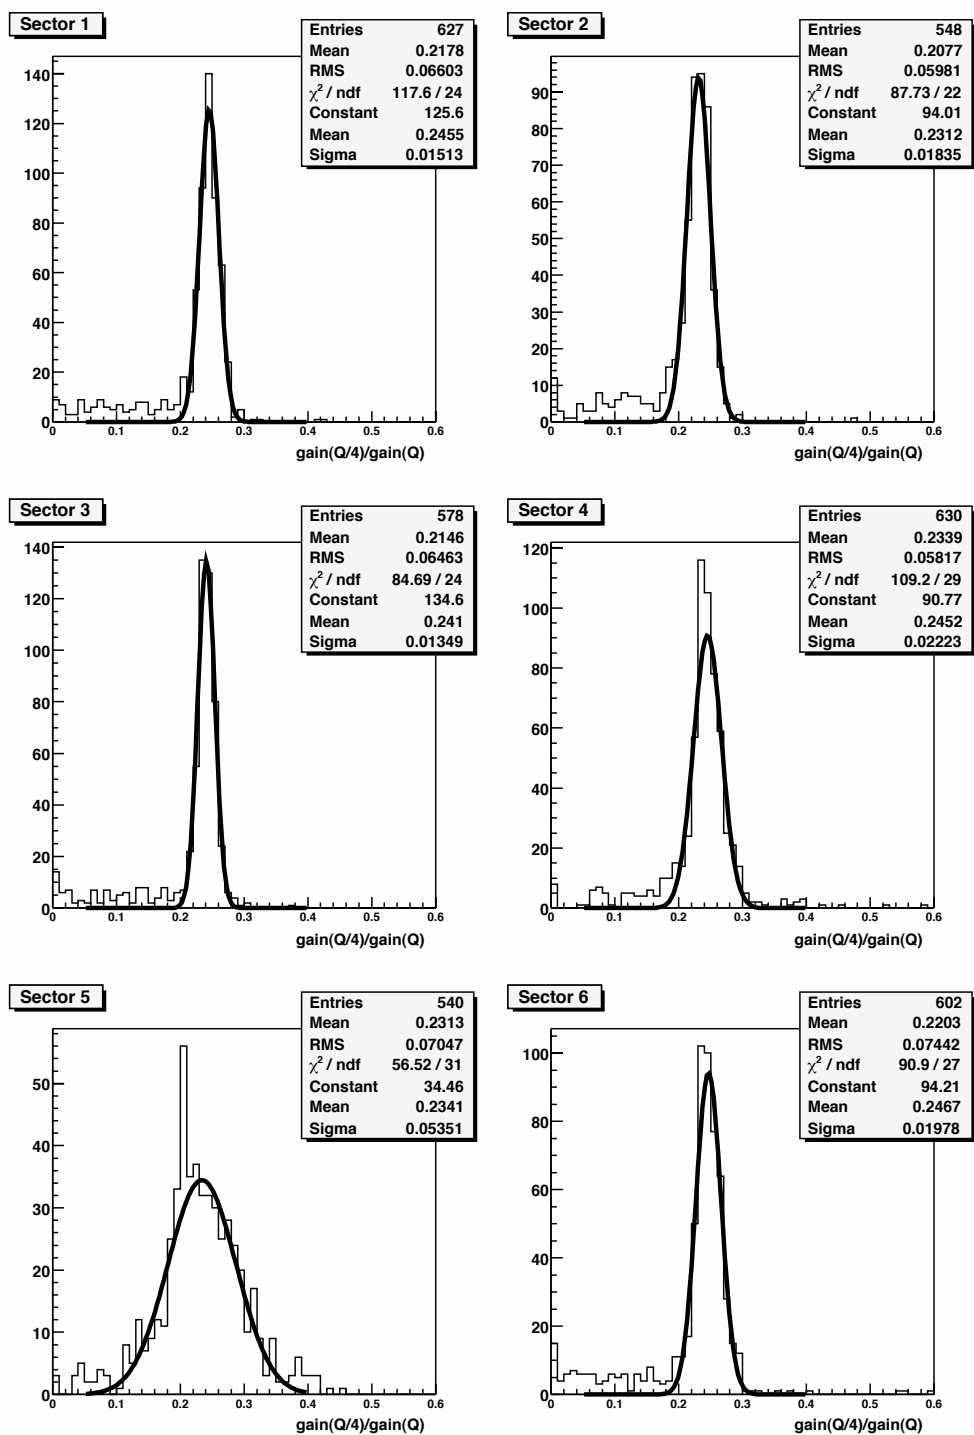 Sector 1
Entries 627
Mean 0.2178
RMS 0.06603
χ² / ndf 117.6 / 24
Constant 125.6
Mean 0.2455
Sigma 0.01513
140
120
100
80
60
40
20
0
0 0.1 0.2 0.3 0.4 0.5 0.6
gain(Q/4)/gain(Q)
Sector 2
Entries 548
Mean 0.2077
RMS 0.05981
χ² / ndf 87.73 / 22
Constant 94.01
Mean 0.2312
Sigma 0.01835
90
80
70
60
50
40
30
20
10
0
0 0.1 0.2 0.3 0.4 0.5 0.6
gain(Q/4)/gain(Q)
Sector 3
Entries 578
Mean 0.2146
RMS 0.06463
χ² / ndf 84.69 / 24
Constant 134.6
Mean 0.241
Sigma 0.01349
140
120
100
80
60
40
20
0
0 0.1 0.2 0.3 0.4 0.5 0.6
gain(Q/4)/gain(Q)
Sector 4
Entries 630
Mean 0.2339
RMS 0.05817
χ² / ndf 109.2 / 29
Constant 90.77
Mean 0.2452
Sigma 0.02223
120
100
80
60
40
20
0
0 0.1 0.2 0.3 0.4 0.5 0.6
gain(Q/4)/gain(Q)
Sector 5
Entries 540
Mean 0.2313
RMS 0.07047
χ² / ndf 56.52 / 31
Constant 34.46
Mean 0.2341
Sigma 0.05351
50
40
30
20
10
0
0 0.1 0.2 0.3 0.4 0.5 0.6
gain(Q/4)/gain(Q)
Sector 6
Entries 602
Mean 0.2203
RMS 0.07442
χ² / ndf 90.9 / 27
Constant 94.21
Mean 0.2467
Sigma 0.01978
100
80
60
40
20
0
0 0.1 0.2 0.3 0.4 0.5 0.6
gain(Q/4)/gain(Q)